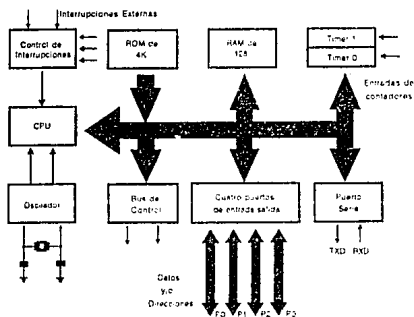 Interrupciones Externas
Control de
Interrupciones
ROM de
4K
RAM de
128
Timer 1
Timer 0
Entradas de
contadores
CPU
Oscilador
Bus de
Control
Cuatro puertos
de entrada salida
Puerto
Serie
TXD RXD
Datos
y/o
Direcciones
P0 P1 P2 P3